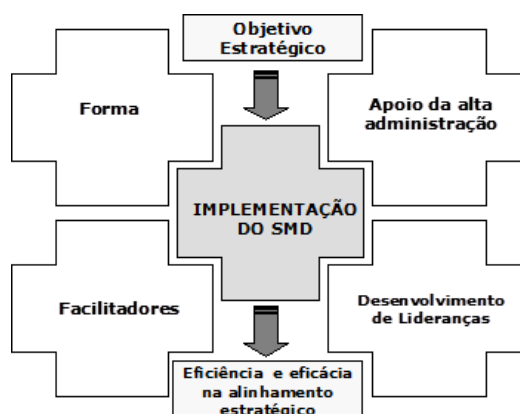 Objetivo
Estratégico
Forma
Apoio da alta
administração
IMPLEMENTAÇÃO
DO SMD
Facilitadores
Desenvolvimento
de Lideranças
Eficiência e eficácia
na alinhamento
estratégico